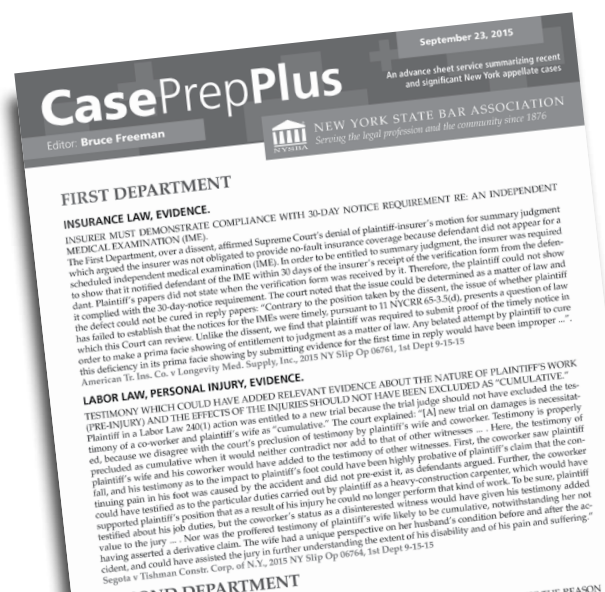 September 23, 2015
CasePrepPlus
An advance sheet service summarizing recent
and significant New York appellate cases
Editor: Bruce Freeman
NYSBA
NEW YORK STATE BAR ASSOCIATION
Serving the legal profession and the community since 1876
FIRST DEPARTMENT
INSURANCE LAW, EVIDENCE.
INSURER MUST DEMONSTRATE COMPLIANCE WITH 30-DAY NOTICE REQUIREMENT RE: AN INDEPENDENT
MEDICAL EXAMINATION (IME).
The First Department, over a dissent, affirmed Supreme Court's denial of plaintiff-insurer's motion for summary judgment
which argued the insurer was not obligated to provide no-fault insurance coverage because defendant did not appear for a
scheduled independent medical examination (IME). In order to be entitled to summary judgment, the insurer was required
to show that it notified defendant of the IME within 30 days of the insurer's receipt of the verification form from the defen-
dant. Plaintiff's papers did not state when the verification form was received by it. Therefore, the plaintiff could not show
it complied with the 30-day-notice requirement. The court noted that the issue could be determined as a matter of law and
the defect could not be cured in reply papers: "Contrary to the position taken by the dissent, the issue of whether plaintiff
has failed to establish that the notices for the IMEs were timely, pursuant to 11 NYCRR 65-3.5(d), presents a question of law
which this Court can review. Unlike the dissent, we find that plaintiff was required to submit proof of the timely notice in
order to make a prima facie showing of entitlement to judgment as a matter of law. Any belated attempt by plaintiff to cure
this deficiency in its prima facie showing by submitting evidence for the first time in reply would have been improper ...".
American Tr. Ins. Co. v Longevity Med. Supply, Inc., 2015 NY Slip Op 06761, 1st Dept 9-15-15
LABOR LAW, PERSONAL INJURY, EVIDENCE.
TESTIMONY WHICH COULD HAVE ADDED RELEVANT EVIDENCE ABOUT THE NATURE OF PLAINTIFF'S WORK
(PRE-INJURY) AND THE EFFECTS OF THE INJURIES SHOULD NOT HAVE BEEN EXCLUDED AS "CUMULATIVE."
Plaintiff in a Labor Law 240(1) action was entitled to a new trial because the trial judge should not have excluded the tes-
timony of a co-worker and plaintiff's wife as "cumulative." The court explained: "[A] new trial on damages is necessitat-
ed, because we disagree with the court's preclusion of testimony by plaintiff's wife and coworker. Testimony is properly
precluded as cumulative when it would neither contradict nor add to that of other witnesses ... . Here, the testimony of
plaintiff's wife and his coworker would have added to the testimony of other witnesses. First, the coworker saw plaintiff
fall, and his testimony as to the impact to plaintiff's foot could have been highly probative of plaintiff's claim that the con-
tinuing pain in his foot was caused by the accident and did not pre-exist it, as defendants argued. Further, the coworker
could have testified as to the particular duties carried out by plaintiff as a heavy-construction carpenter, which would have
supported plaintiff's position that as a result of his injury he could no longer perform that kind of work. To be sure, plaintiff
testified about his job duties, but the coworker's status as a disinterested witness would have given his testimony added
value to the jury ... . Nor was the proffered testimony of plaintiff's wife likely to be cumulative, notwithstanding her not
having asserted a derivative claim. The wife had a unique perspective on her husband's condition before and after the ac-
cident, and could have assisted the jury in further understanding the extent of his disability and of his pain and suffering."
Segota v Tishman Constr. Corp. of N.Y., 2015 NY Slip Op 06764, 1st Dept 9-15-15
ND DEPARTMENT